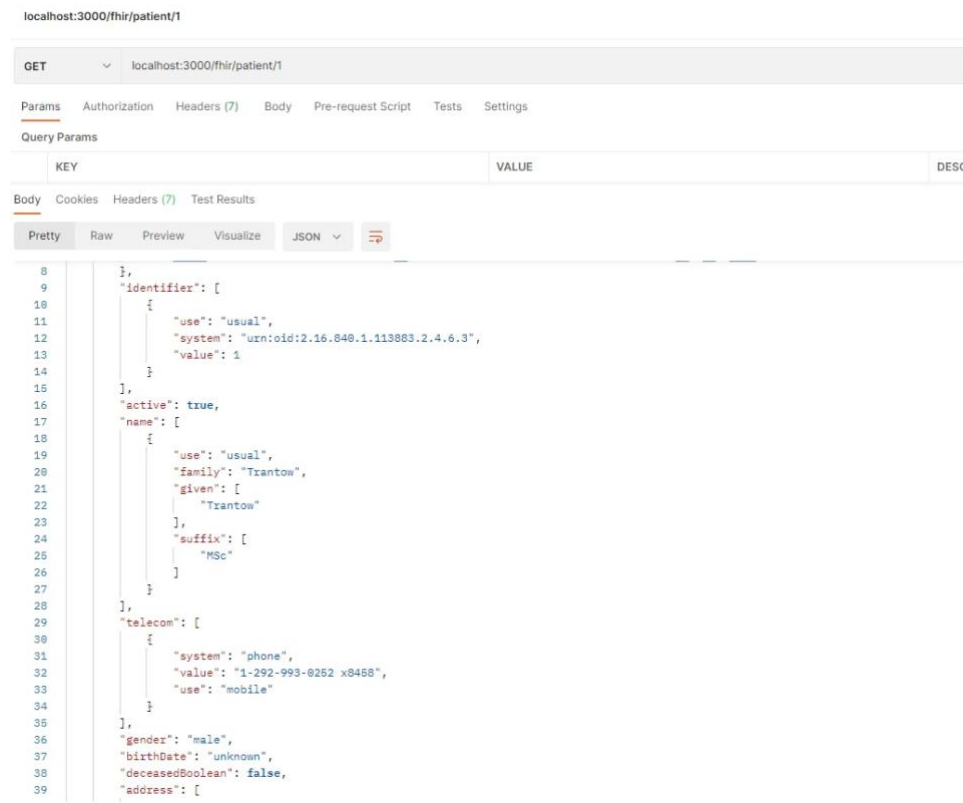 localhost:3000/fhir/patient/1
GET localhost:3000/fhir/patient/1
Params Authorization Headers (7) Body Pre-request Script Tests Settings
Query Params
KEY VALUE DESC
Body Cookies Headers (7) Test Results
Pretty Raw Preview Visualize JSON
8 },
9 "identifier": [
10 {
11 "use": "usual",
12 "system": "urn:oid:2.16.840.1.113883.2.4.6.3",
13 "value": 1
14 }
15 ],
16 "active": true,
17 "name": [
18 {
19 "use": "usual",
20 "family": "Trantow",
21 "given": [
22 "Trantow"
23 ],
24 "suffix": [
25 "MSc"
26 ]
27 }
28 ],
29 "telecom": [
30 {
31 "system": "phone",
32 "value": "1-292-993-0252 x8458",
33 "use": "mobile"
34 }
35 ],
36 "gender": "male",
37 "birthDate": "unknown",
38 "deceasedBoolean": false,
39 "address": [